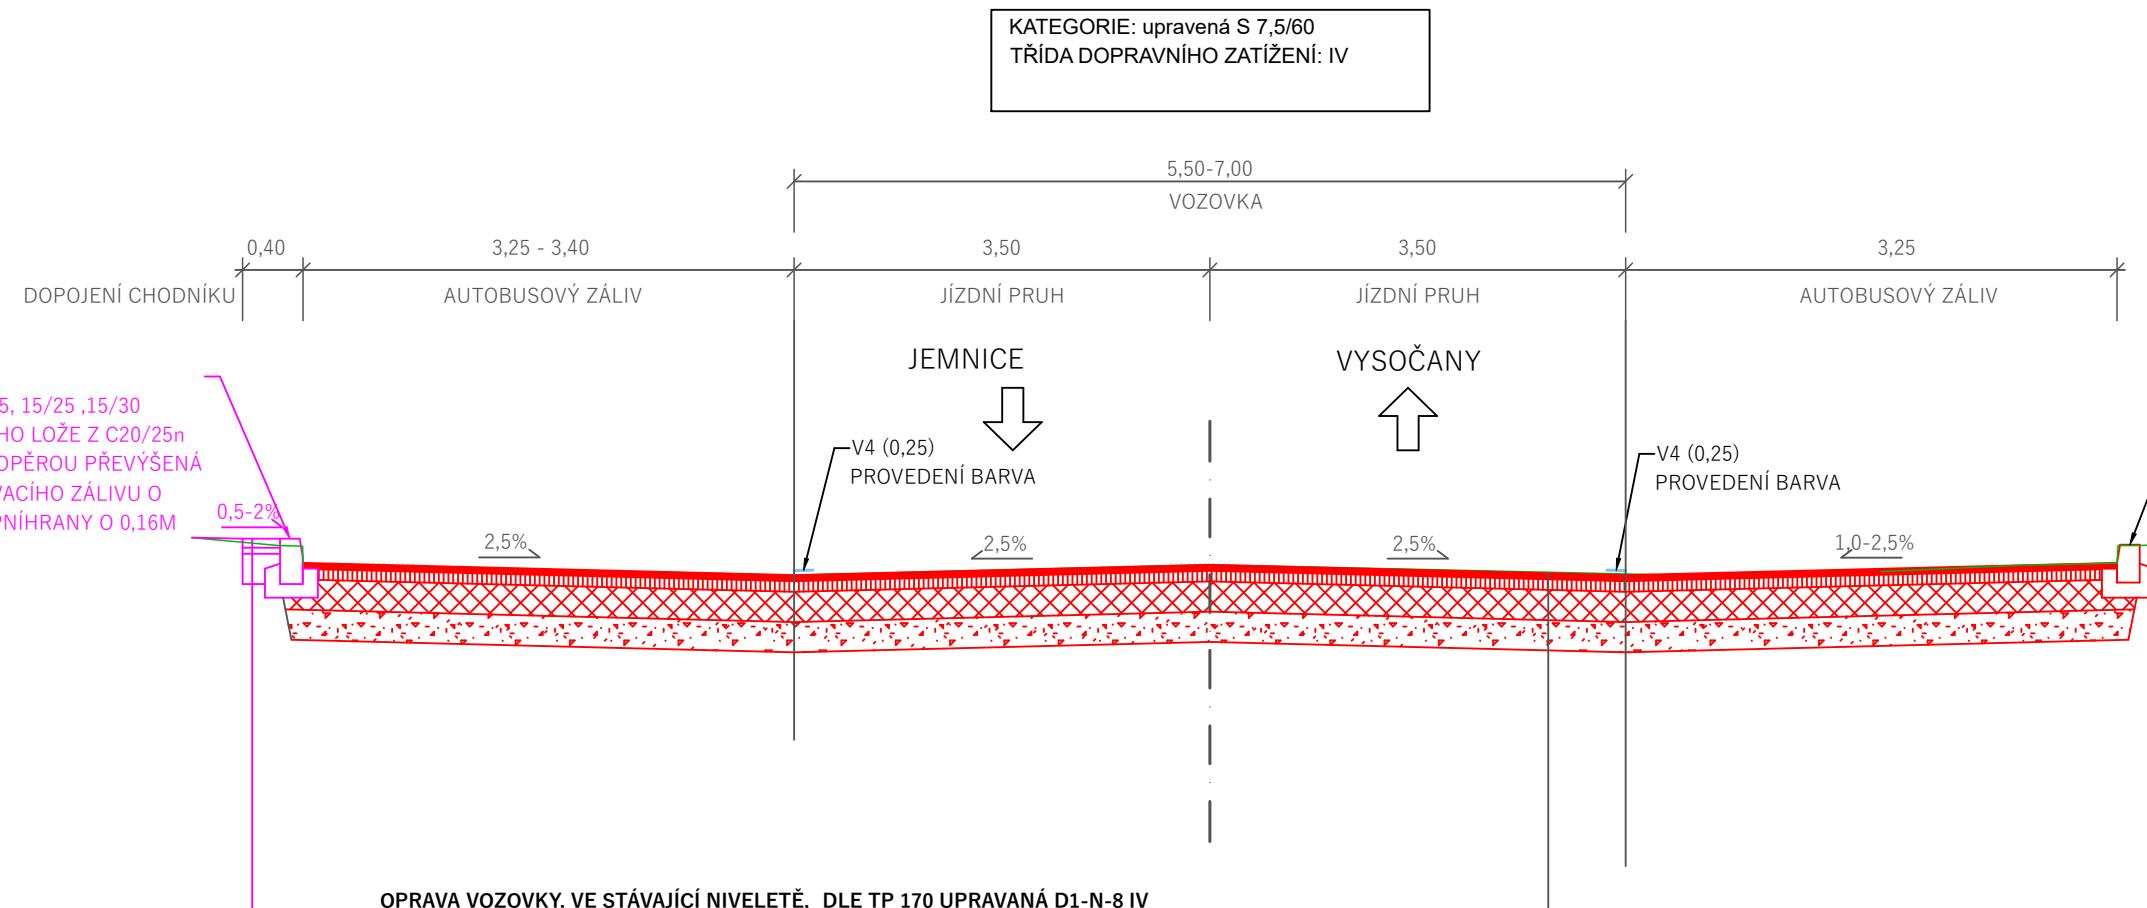 KATEGORIE: upravená S 7,5/60
TŘÍDA DOPRAVNÍHO ZATÍŽENÍ: IV
5,50-7,00
VOZOVKA
0,40
3,25 - 3,40
3,50
3,50
3,25
DOPOJENÍ CHODNÍKU
AUTOBUSOVÝ ZÁLIV
JÍZDNÍ PRUH
JÍZDNÍ PRUH
AUTOBUSOVÝ ZÁLIV
JEMNICE
VYSOČANY
5, 15/25 ,15/30
HO LOŽE Z C20/25n
OPĚROU PŘEVÝŠENÁ
VACÍHO ZÁLIVU O
PNÍHRANY O 0,16M
V4 (0,25)
PROVEDENÍ BARVA
V4 (0,25)
PROVEDENÍ BARVA
0,5-2%
2,5%
2,5%
2,5%
1,0-2,5%
OPRAVA VOZOVKY, VE STÁVAJÍCÍ NIVELETĚ, DLE TP 170 UPRAVANÁ D1-N-8 IV